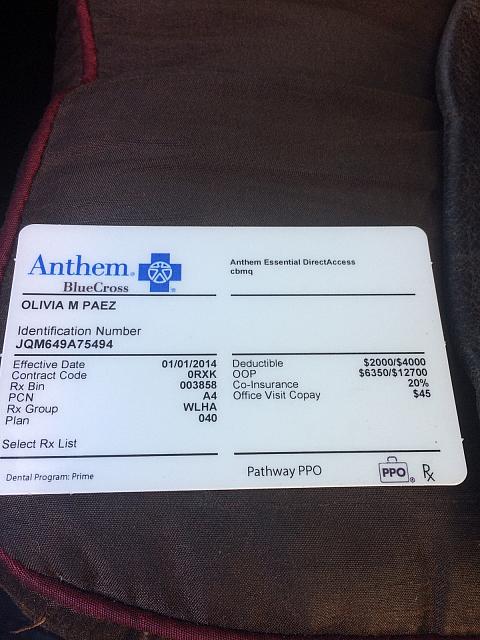 Anthem®
BlueCross®
Anthem Essential DirectAccess
cbmq
OLIVIA M PAEZ
Identification Number
JQM649A75494
Effective Date 01/01/2014
Contract Code 0RXK
Rx Bin 003858
PCN A4
Rx Group WLHA
Plan 040
Deductible $2000/$4000
OOP $6350/$12700
Co-Insurance 20%
Office Visit Copay $45
Select Rx List
Dental Program: Prime
Pathway PPO
PPO®
Rx